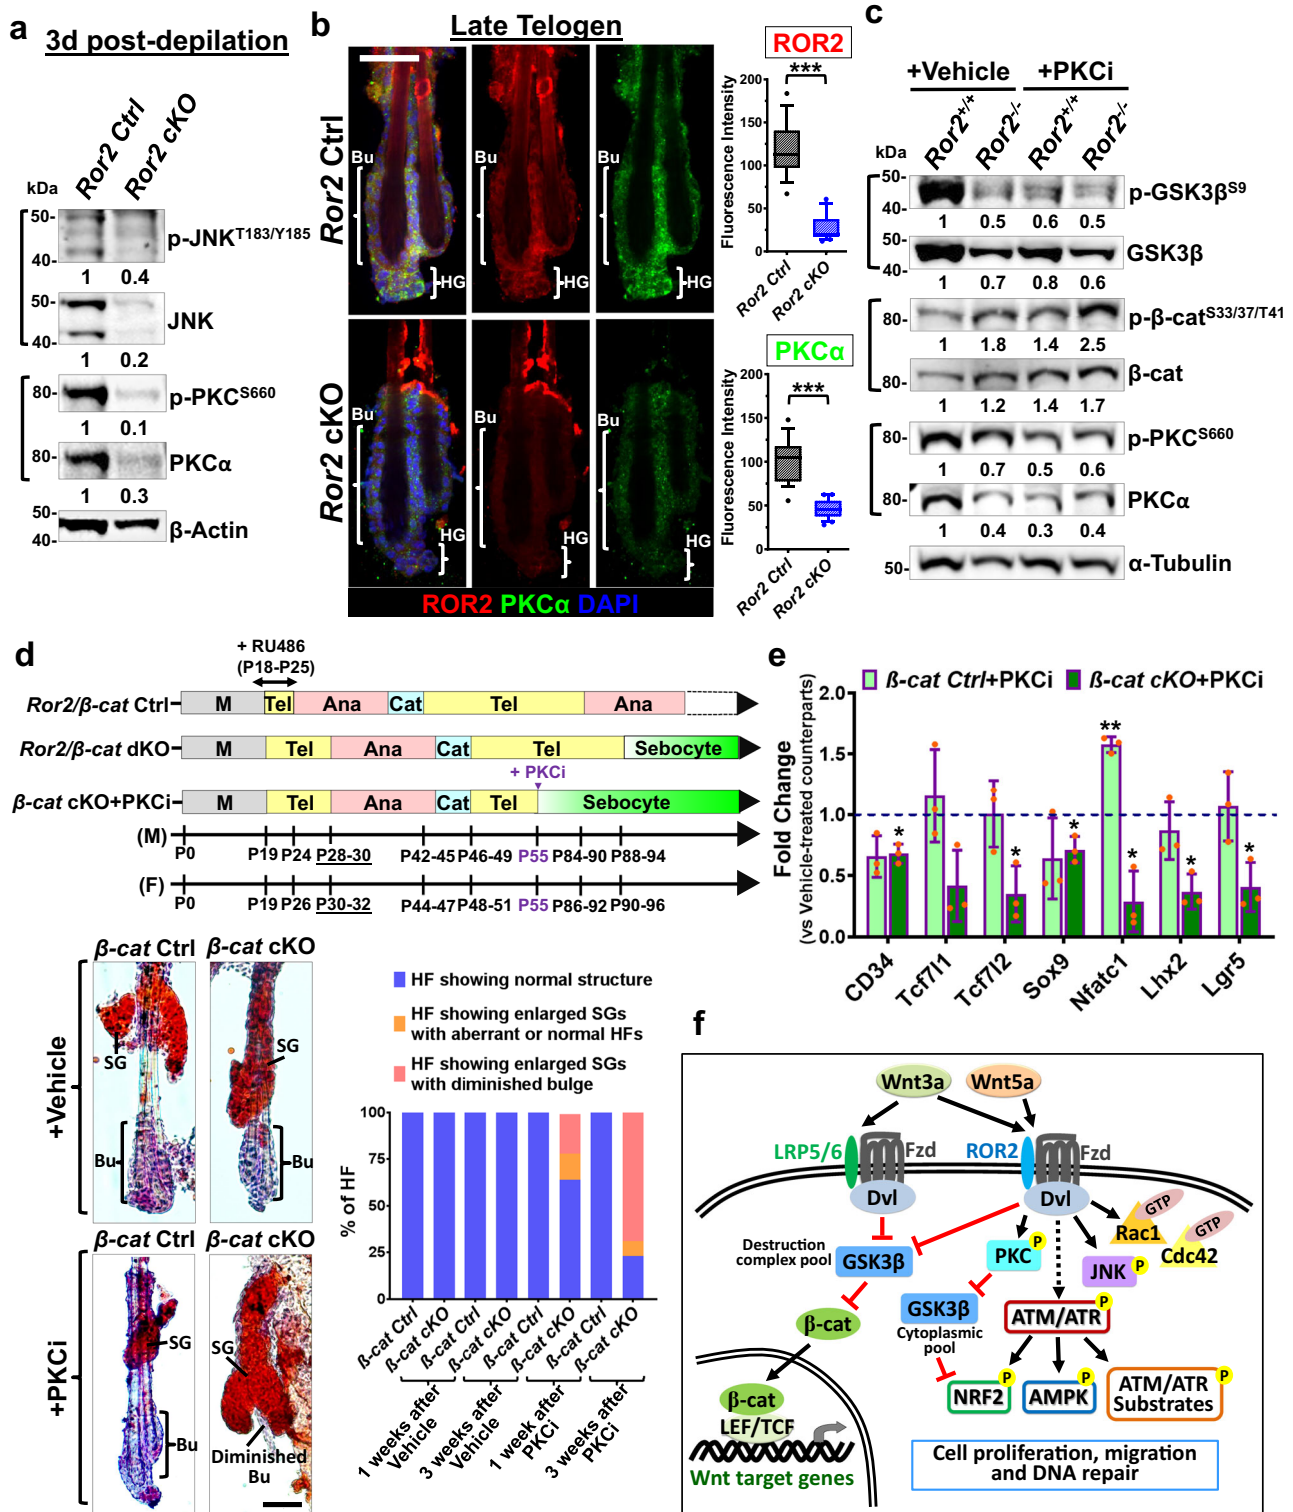 a
3d post-depilation
Ror2 Ctrl
Ror2 cKO
kDa
50-
p-JNKT183/Y185
40-
1 0.4
50-
JNK
40-
1 0.2
80-
p-PKCS660
1 0.1
80-
PKCα
1 0.3
50-
ß-Actin
40-
b
Late Telogen
Ror2 Ctrl
Bu
Bu
Bu
HG
HG
HG
Ror2 cKO
Bu
Bu
Bu
HG
HG
HG
ROR2 PKCα DAPI
ROR2
***
Fluorescence Intensity
200
150
100
50
0
Ror2 Ctrl
Ror2 cKO
PKCα
***
Fluorescence Intensity
200
150
100
50
0
Ror2 Ctrl
Ror2 cKO
c
+Vehicle +PKCi
Ror2+/+
Ror2-/-
Ror2+/+
Ror2-/-
kDa
50-
p-GSK3βS9
40-
1 0.5 0.6 0.5
50-
GSK3β
40-
1 0.7 0.8 0.6
80-
p-β-catS33/37/T41
1 1.8 1.4 2.5
80-
β-cat
1 1.2 1.4 1.7
80-
p-PKCS660
1 0.7 0.5 0.6
80-
PKCα
1 0.4 0.3 0.4
50-
α-Tubulin
d
+ RU486
(P18-P25)
Ror2/β-cat Ctrl
M Tel Ana Cat Tel Ana
Ror2/β-cat dKO
M Tel Ana Cat Tel Sebocyte
+ PKCi
β-cat cKO+PKCi
M Tel Ana Cat Tel Sebocyte
(M)
P0 P19 P24 P28-30 P42-45 P46-49 P55 P84-90 P88-94
(F)
P0 P19 P26 P30-32 P44-47 P48-51 P55 P86-92 P90-96
β-cat Ctrl β-cat cKO
+Vehicle
SG
SG
Bu
Bu
β-cat Ctrl β-cat cKO
+PKCi
SG
SG
Bu
Diminished
Bu
HF showing normal structure
HF showing enlarged SGs
with aberrant or normal HFs
HF showing enlarged SGs
with diminished bulge
% of HF
100
75
50
25
0
ß-cat Ctrl
ß-cat cKO
ß-cat Ctrl
ß-cat cKO
ß-cat Ctrl
ß-cat cKO
ß-cat Ctrl
ß-cat cKO
1 weeks after
Vehicle
3 weeks after
Vehicle
1 week after
PKCi
3 weeks after
PKCi
e
ß-cat Ctrl+PKCi ß-cat cKO+PKCi
Fold Change
(vs Vehicle-treated counterparts)
2.0
1.5
1.0
0.5
0.0
*
*
*
**
*
*
*
CD34
Tcf7l1
Tcf7l2
Sox9
Nfatc1
Lhx2
Lgr5
f
Wnt3a Wnt5a
LRP5/6 Fzd ROR2 Fzd
Dvl Dvl
GTP
Rac1
GTP
Cdc42
Destruction
complex pool
GSK3β
PKC P
JNK P
GSK3β
Cytoplasmic
pool
ATM/ATR P
β-cat
NRF2 P
AMPK P
ATM/ATR
Substrates P
β-cat
LEF/TCF
Wnt target genes
Cell proliferation, migration
and DNA repair